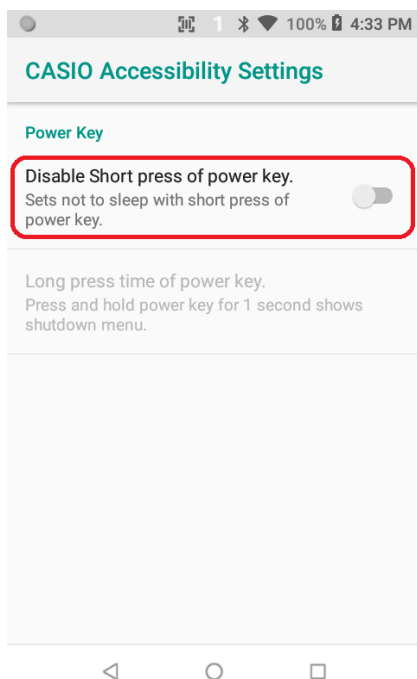 1 100% 4:33 PM
CASIO Accessibility Settings
Power Key
Disable Short press of power key.
Sets not to sleep with short press of
power key.
Long press time of power key.
Press and hold power key for 1 second shows
shutdown menu.